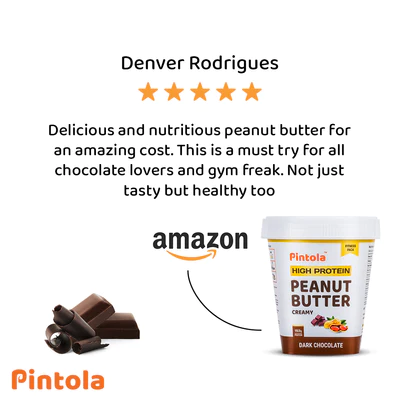 Denver Rodrigues
Delicious and nutritious peanut butter for
an amazing cost. This is a must try for all
chocolate lovers and gym freak. Not just
tasty but healthy too
amazon
Pintola
HIGH PROTEIN
PEANUT
BUTTER
CREAMY
DARK CHOCOLATE
Pintola